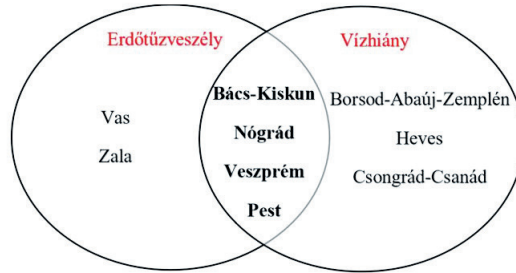 Erdőtűzveszély
Vízhiány
Vas
Zala
Bács-Kiskun
Nógrád
Veszprém
Pest
Borsod-Abaúj-Zemplén
Heves
Csongrád-Csanád